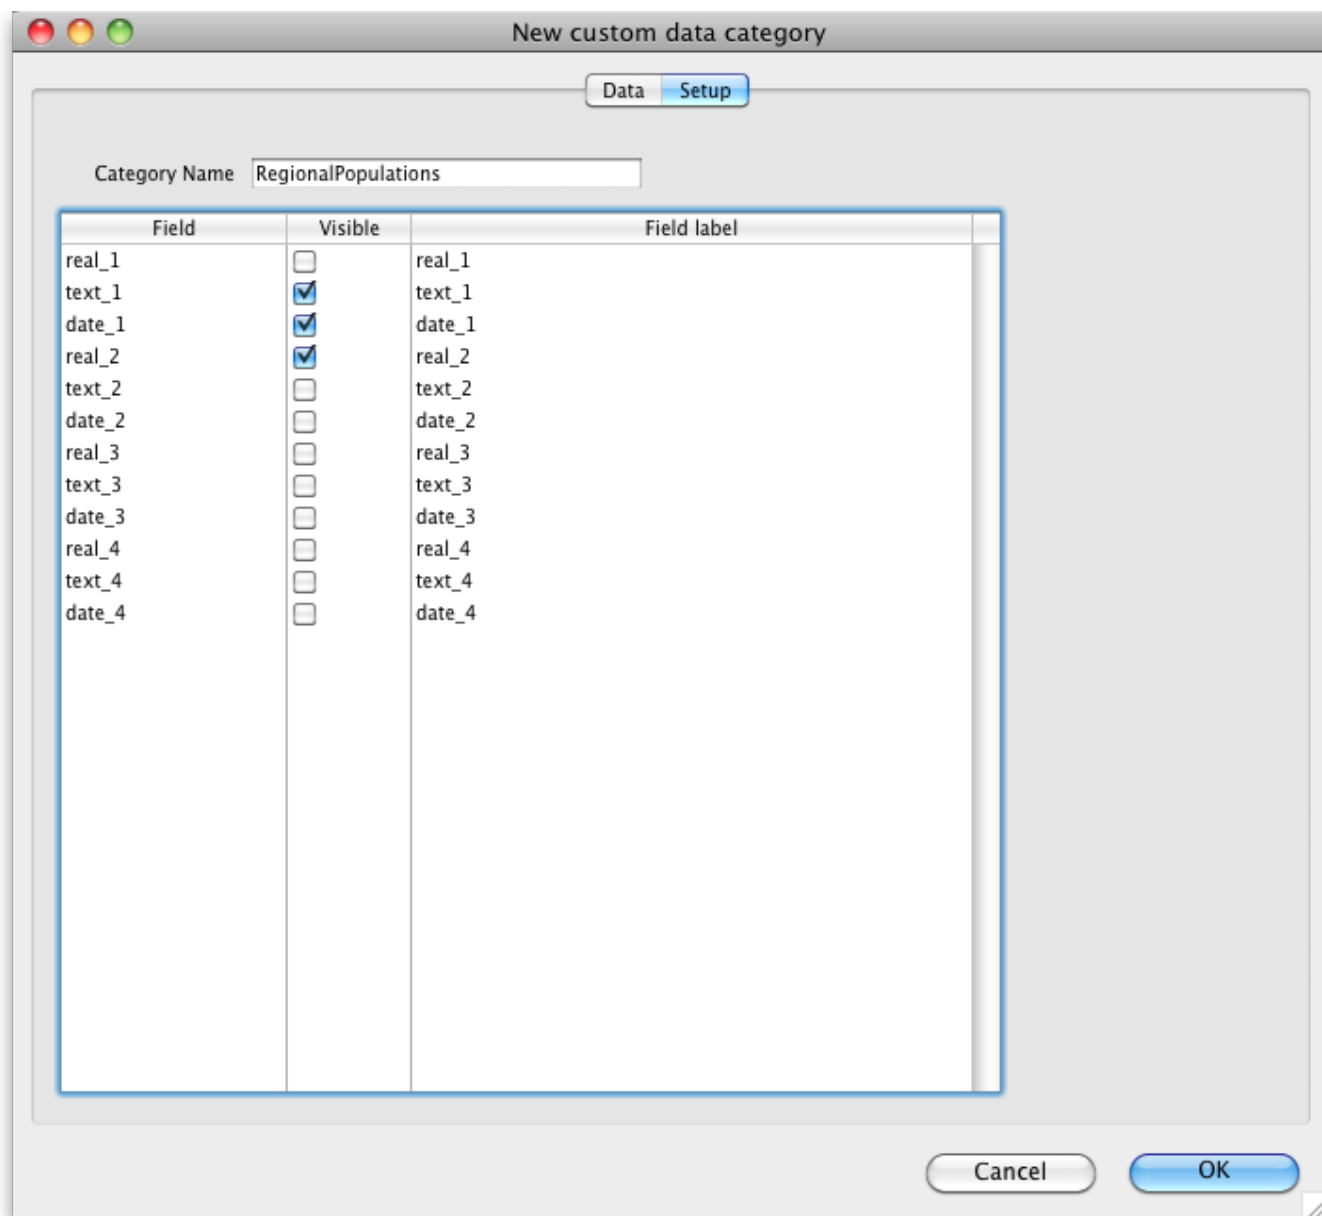 New custom data category
Data Setup
Category Name RegionalPopulations
Field Visible Field label
real_1 real_1
text_1 text_1
date_1 date_1
real_2 real_2
text_2 text_2
date_2 date_2
real_3 real_3
text_3 text_3
date_3 date_3
real_4 real_4
text_4 text_4
date_4 date_4
Cancel OK